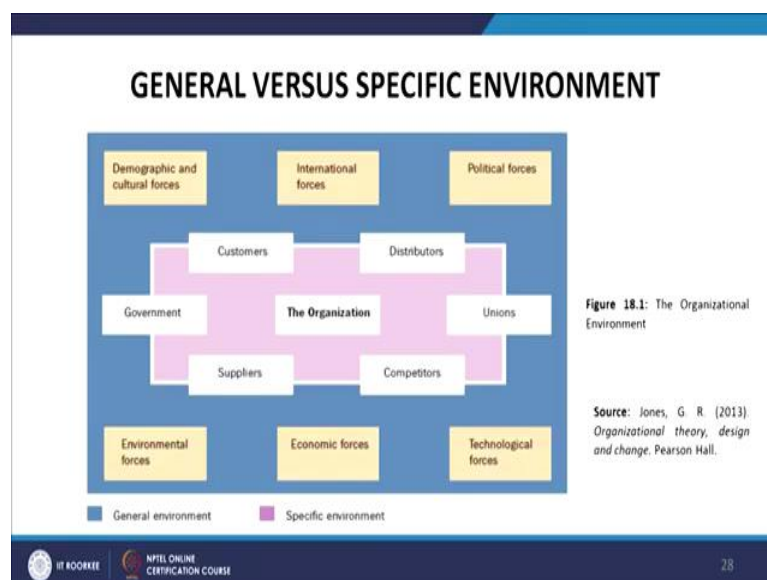 GENERAL VERSUS SPECIFIC ENVIRONMENT
Demographic and
cultural forces
International
forces
Political forces
Customers
Distributors
Government
The Organization
Unions
Suppliers
Competitors
Environmental
forces
Economic forces
Technological
forces
General environment
Specific environment
Figure 18.1: The Organizational
Environment
Source: Jones, G. R. (2013).
Organizational theory, design
and change. Pearson Hall.
IIT ROORKEE
NPTEL ONLINE
CERTIFICATION COURSE
28